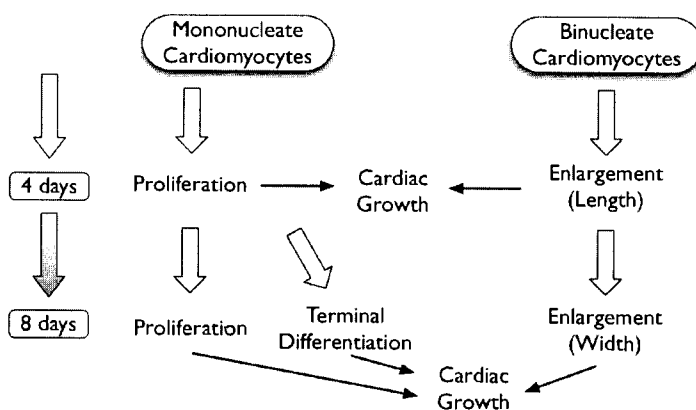 Mononucleate
Cardiomyocytes
Binucleate
Cardiomyocytes
4 days
Proliferation
Cardiac
Growth
Enlargement
(Length)
8 days
Proliferation
Terminal
Differentiation
Enlargement
(Width)
Cardiac
Growth